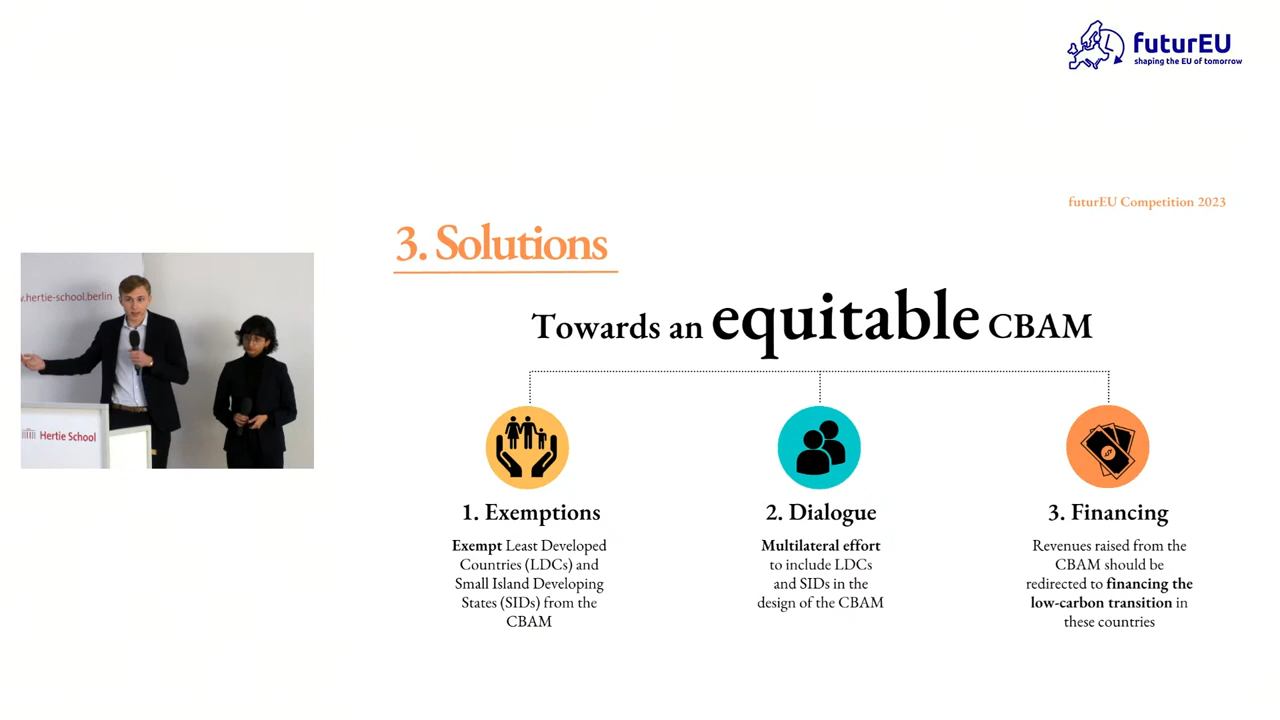 futurEU
shaping the EU of tomorrow
futurEU Competition 2023
3. Solutions
.hertie-school.berlin
Hertie School
Towards an equitable CBAM
1. Exemptions
Exempt Least Developed
Countries (LDCs) and
Small Island Developing
States (SIDs) from the
CBAM
2. Dialogue
Multilateral effort
to include LDCs
and SIDs in the
design of the CBAM
3. Financing
Revenues raised from the
CBAM should be
redirected to financing the
low-carbon transition in
these countries